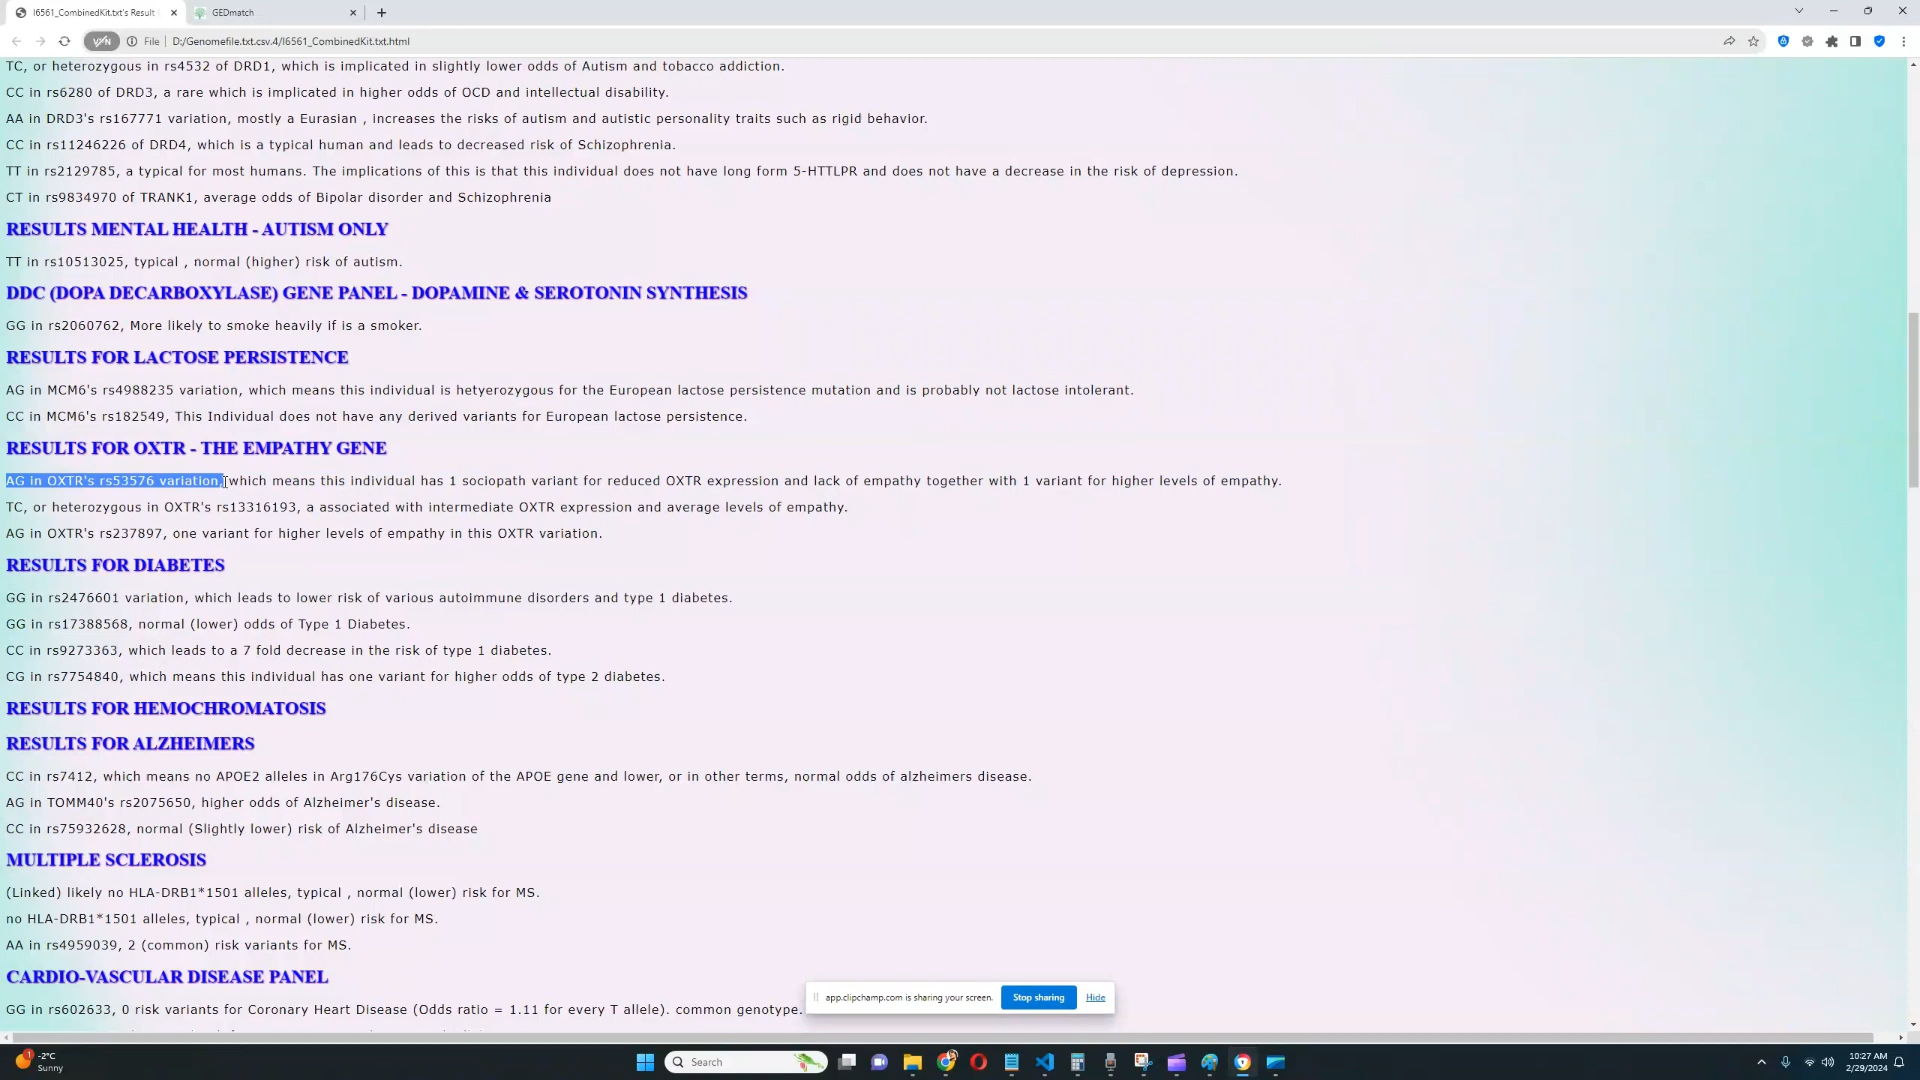 I6561_CombinedKit.txt's Result
GEDmatch
VPN
File
D:/Genomefile.txt.csv.4/I6561_CombinedKit.txt.html
TC, or heterozygous in rs4532 of DRD1, which is implicated in slightly lower odds of Autism and tobacco addiction.
CC in rs6280 of DRD3, a rare which is implicated in higher odds of OCD and intellectual disability.
AA in DRD3's rs167771 variation, mostly a Eurasian , increases the risks of autism and autistic personality traits such as rigid behavior.
CC in rs11246226 of DRD4, which is a typical human and leads to decreased risk of Schizophrenia.
TT in rs2129785, a typical for most humans. The implications of this is that this individual does not have long form 5-HTTLPR and does not have a decrease in the risk of depression.
CT in rs9834970 of TRANK1, average odds of Bipolar disorder and Schizophrenia
RESULTS MENTAL HEALTH - AUTISM ONLY
TT in rs10513025, typical , normal (higher) risk of autism.
DDC (DOPA DECARBOXYLASE) GENE PANEL - DOPAMINE & SEROTONIN SYNTHESIS
GG in rs2060762, More likely to smoke heavily if is a smoker.
RESULTS FOR LACTOSE PERSISTENCE
AG in MCM6's rs4988235 variation, which means this individual is hetyerozygous for the European lactose persistence mutation and is probably not lactose intolerant.
CC in MCM6's rs182549, This Individual does not have any derived variants for European lactose persistence.
RESULTS FOR OXTR - THE EMPATHY GENE
AG in OXTR's rs53576 variation, which means this individual has 1 sociopath variant for reduced OXTR expression and lack of empathy together with 1 variant for higher levels of empathy.
TC, or heterozygous in OXTR's rs13316193, a associated with intermediate OXTR expression and average levels of empathy.
AG in OXTR's rs237897, one variant for higher levels of empathy in this OXTR variation.
RESULTS FOR DIABETES
GG in rs2476601 variation, which leads to lower risk of various autoimmune disorders and type 1 diabetes.
GG in rs17388568, normal (lower) odds of Type 1 Diabetes.
CC in rs9273363, which leads to a 7 fold decrease in the risk of type 1 diabetes.
CG in rs7754840, which means this individual has one variant for higher odds of type 2 diabetes.
RESULTS FOR HEMOCHROMATOSIS
RESULTS FOR ALZHEIMERS
CC in rs7412, which means no APOE2 alleles in Arg176Cys variation of the APOE gene and lower, or in other terms, normal odds of alzheimers disease.
AG in TOMM40's rs2075650, higher odds of Alzheimer's disease.
CC in rs75932628, normal (Slightly lower) risk of Alzheimer's disease
MULTIPLE SCLEROSIS
(Linked) likely no HLA-DRB1*1501 alleles, typical , normal (lower) risk for MS.
no HLA-DRB1*1501 alleles, typical , normal (lower) risk for MS.
AA in rs4959039, 2 (common) risk variants for MS.
CARDIO-VASCULAR DISEASE PANEL
GG in rs602633, 0 risk variants for Coronary Heart Disease (Odds ratio = 1.11 for every T allele). common genotype.
app.clipchamp.com is sharing your screen.
Stop sharing
Hide
1
-2°C
Sunny
Search
10:27 AM
2/29/2024